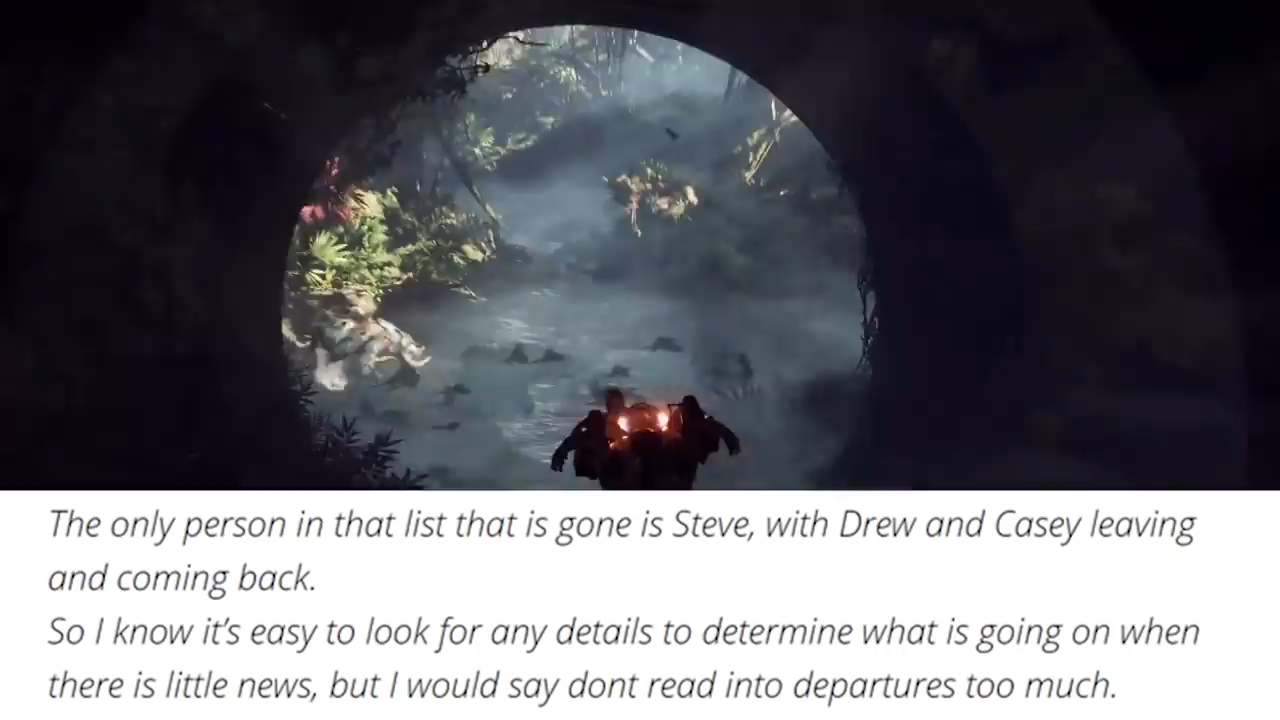 The only person in that list that is gone is Steve, with Drew and Casey leaving
and coming back.
So I know it’s easy to look for any details to determine what is going on when
there is little news, but I would say dont read into departures too much.